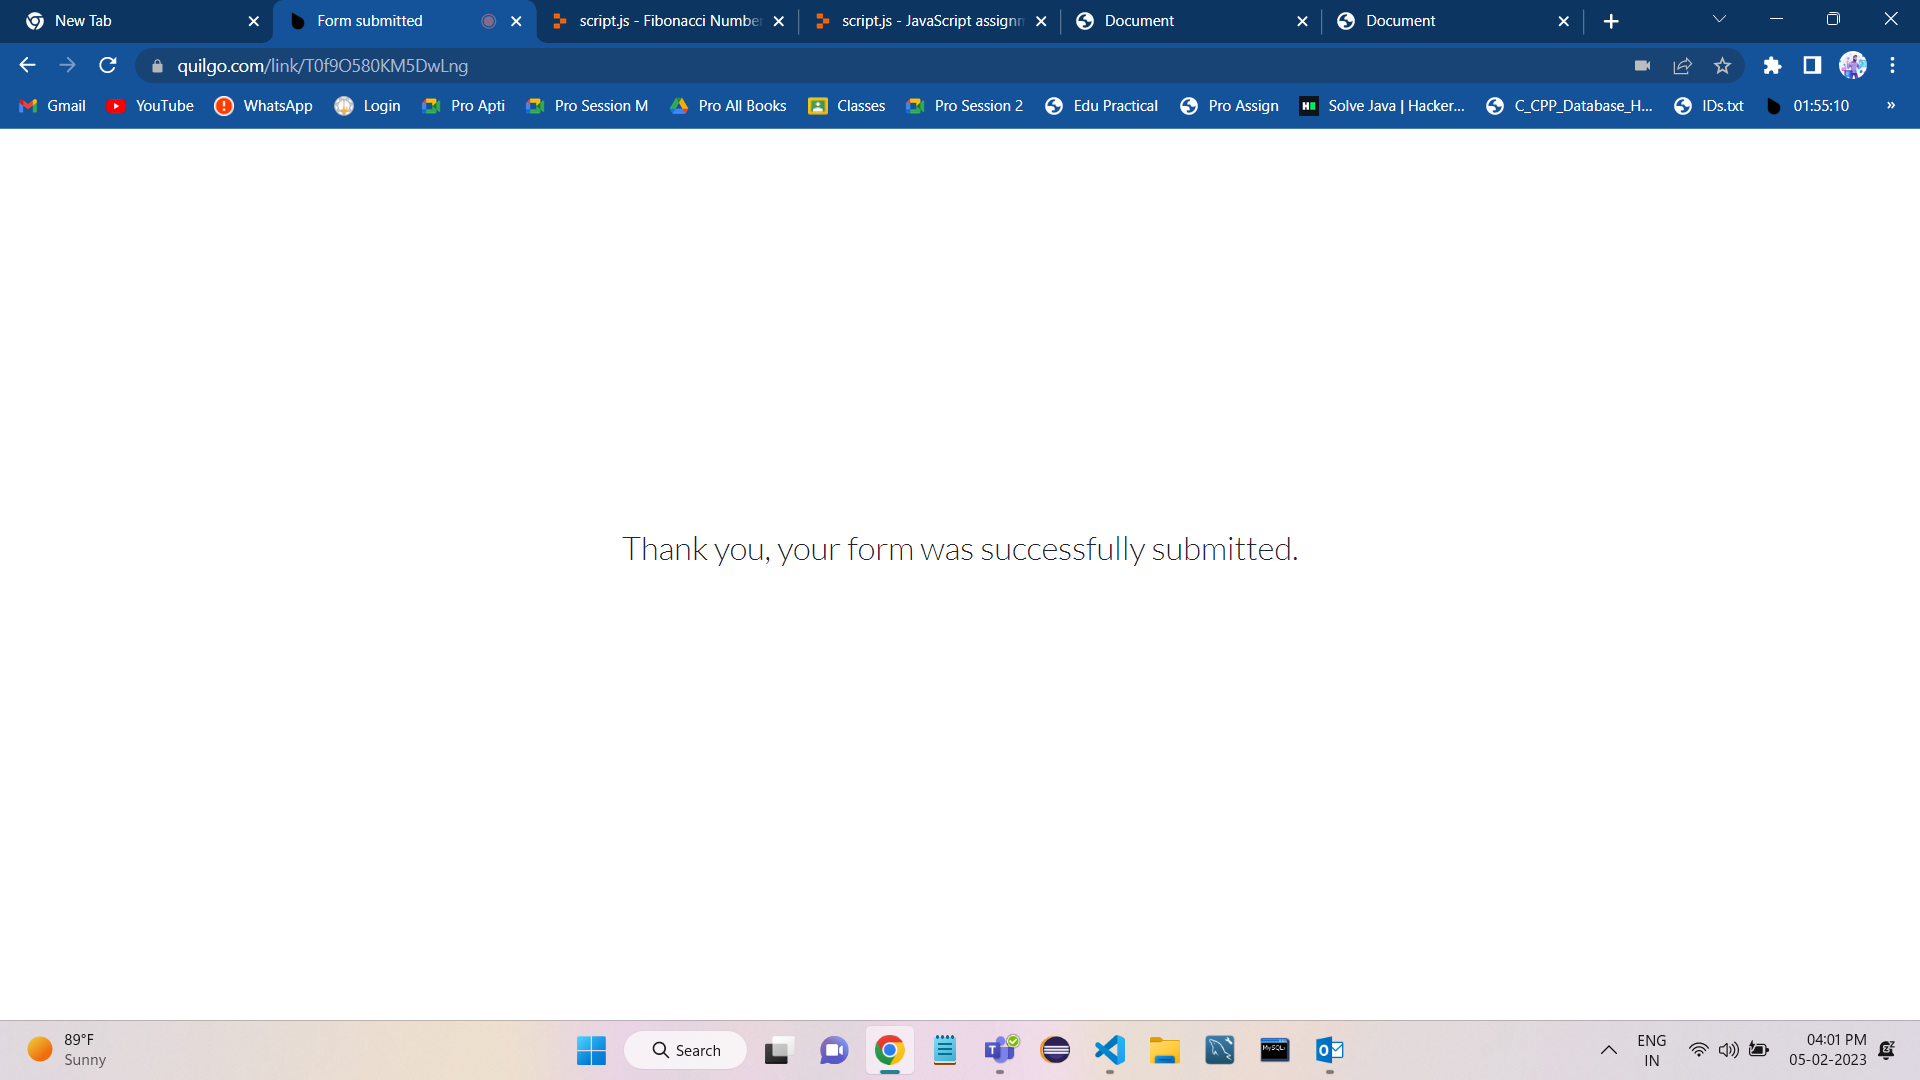 New Tab
Form submitted
script.js - Fibonacci Number
script.js - JavaScript assignm
Document
Document
quilgo.com/link/T0f9O580KM5DwLng
Gmail
YouTube
WhatsApp
Login
Pro Apti
Pro Session M
Pro All Books
Classes
Pro Session 2
Edu Practical
Pro Assign
Solve Java | Hacker...
C_CPP_Database_H...
IDs.txt
01:55:10
»
Thank you, your form was successfully submitted.
89°F
Sunny
Search
ENG
IN
04:01 PM
05-02-2023